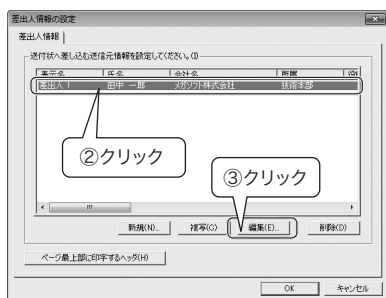 差出人情報の設定
差出人情報
送付状へ差し込む送信元情報を設定してください。(I)
表示名 氏名 会社名 所属 役
差出人1 田中 一郎 メガソフト株式会社 技術本部
②クリック
③クリック
新規(N)... 複写(C) 編集(E)... 削除(D)
ページ最上部に印字するヘッダ(H)
OK キャンセル